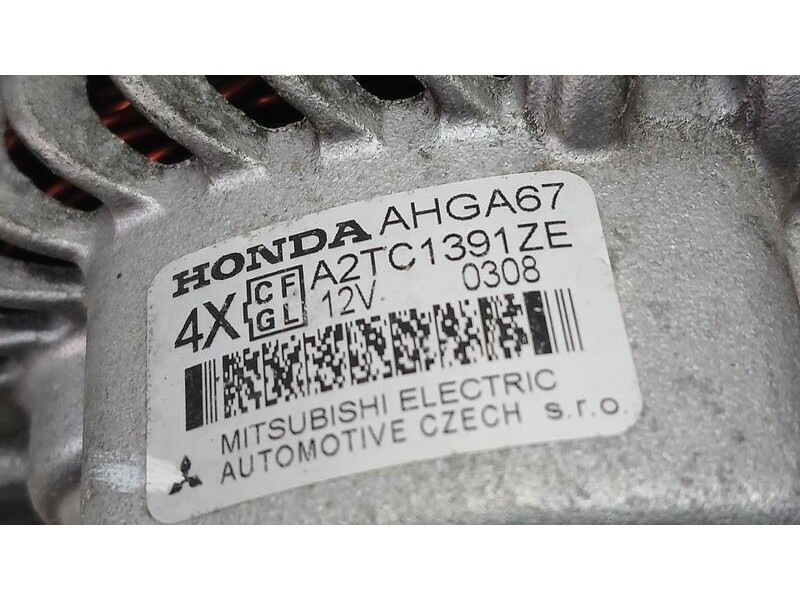 HONDA AHGA67
4X CF GL A2TC1391ZE
12V 0308
MITSUBISHI ELECTRIC
AUTOMOTIVE CZECH s.r.o.